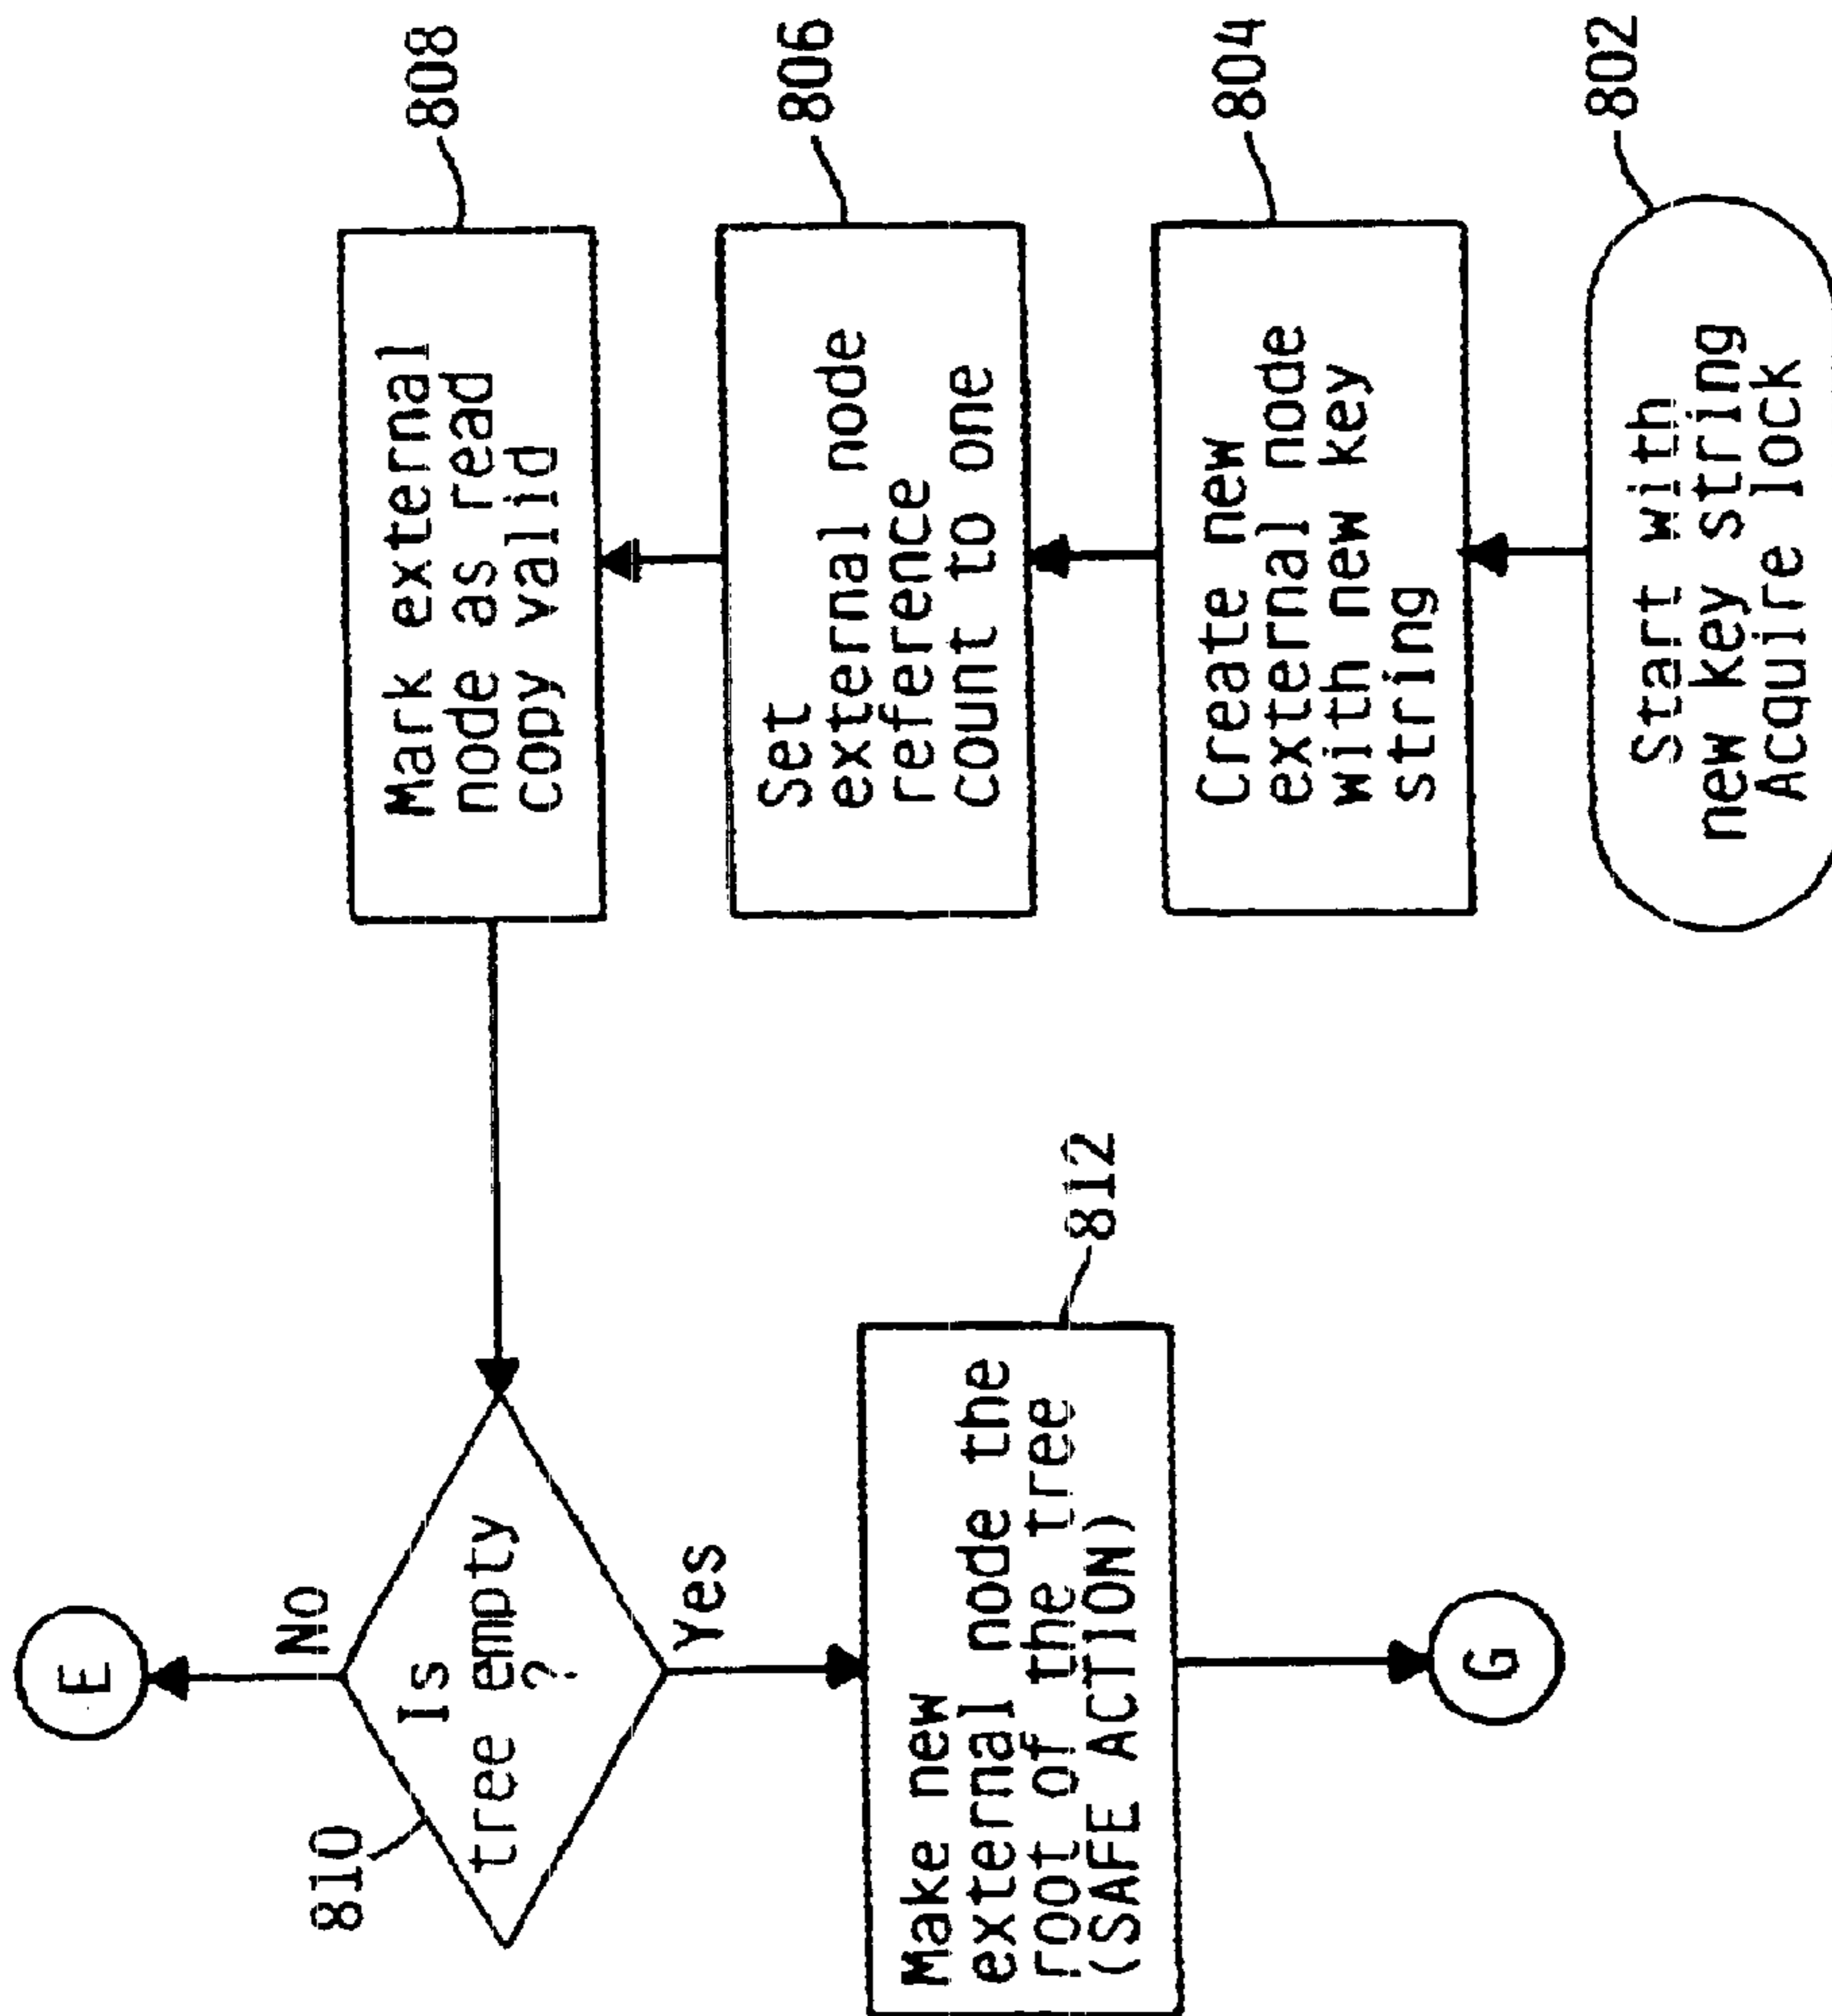 802
Start with
new key string
Acquire lock
804
Create new
external node
with new key
string
806
Set
external node
reference
count to one
808
Mark external
node as read
copy valid
810
Is
tree empty
?
No
E
Yes
812
Make new
external node the
root of the tree
(SAFE ACTION)
G